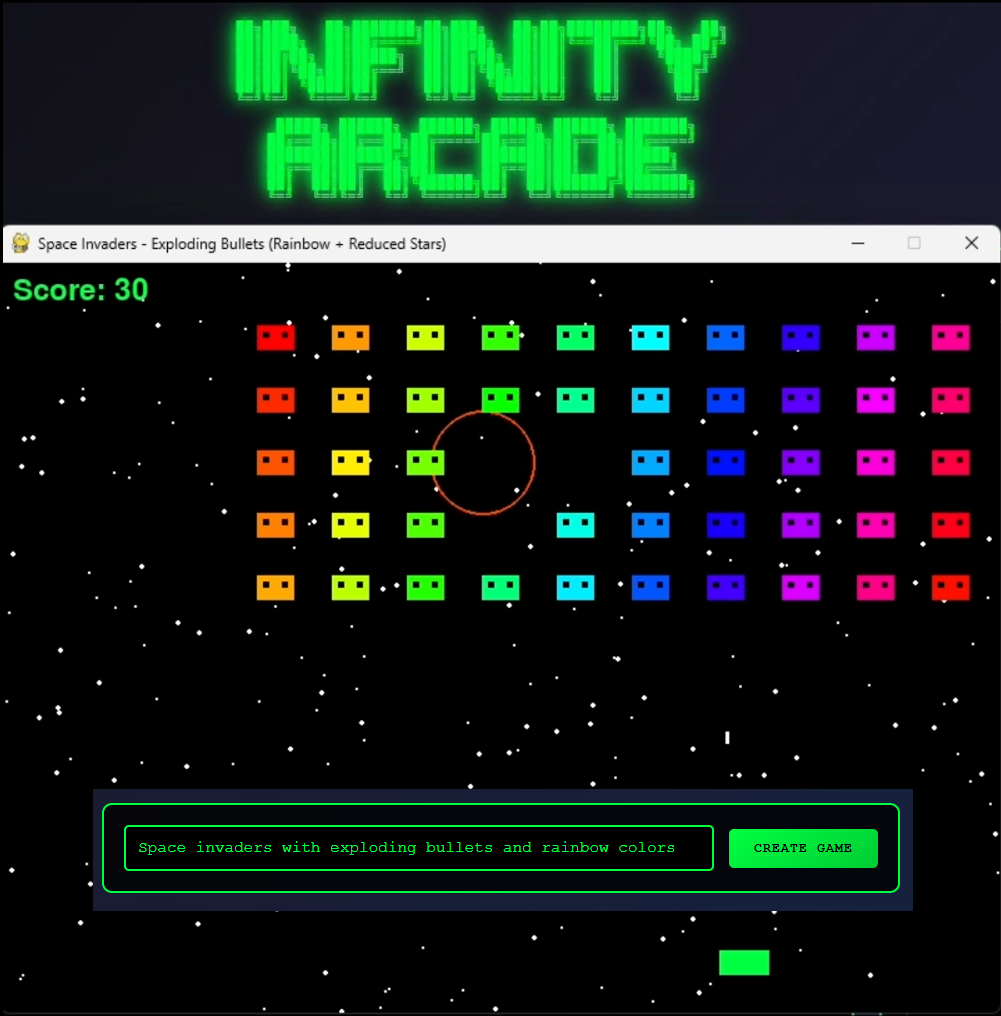 INFINITY
ARCADE
Space Invaders - Exploding Bullets (Rainbow + Reduced Stars)
Score: 30
Space invaders with exploding bullets and rainbow colors
CREATE GAME